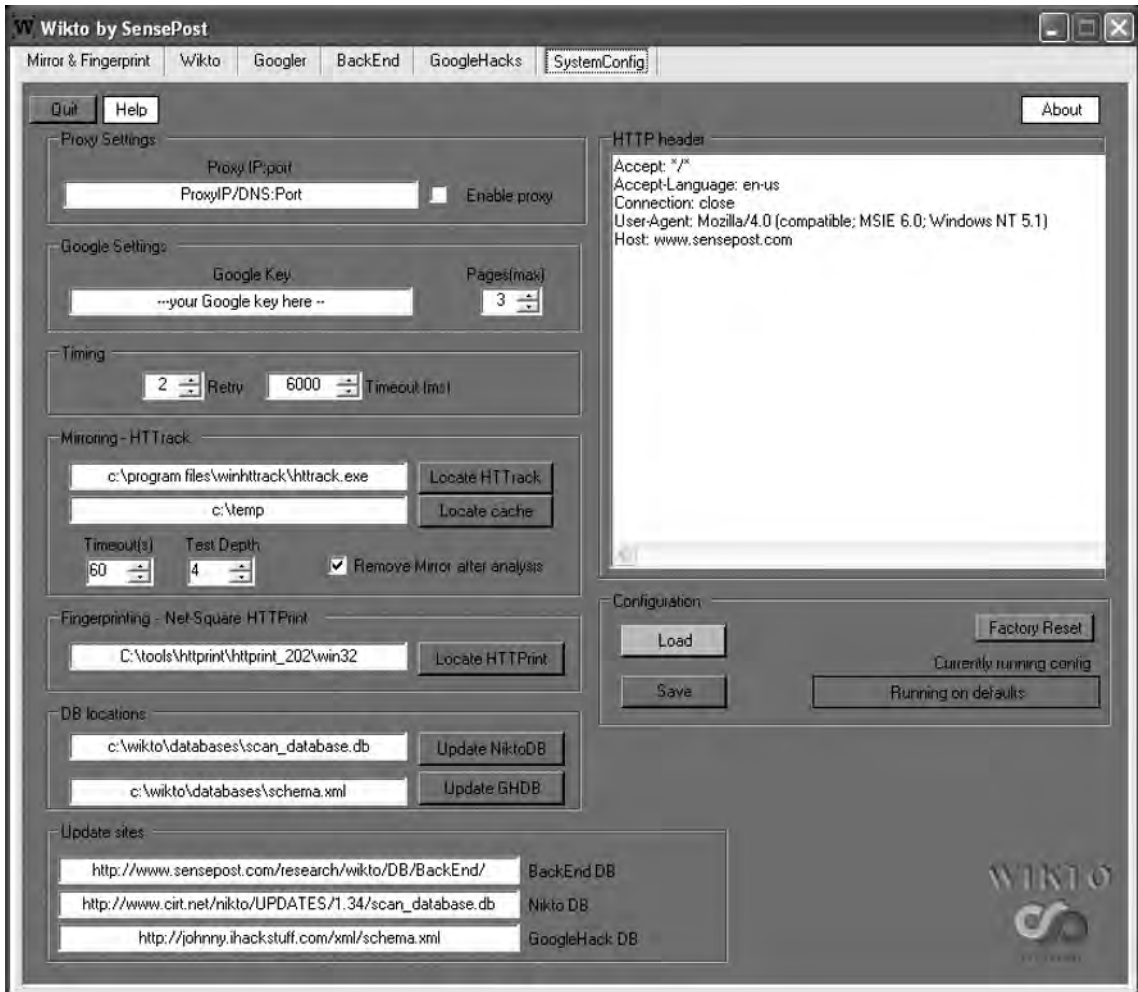 Wikto by SensePost
Mirror & Fingerprint Wikto Googler BackEnd GoogleHacks SystemConfig
Quit Help About
Proxy Settings
Proxy IP:port
ProxyIP/DNS:Port Enable proxy
Google Settings
Google Key Pages(max)
---your Google key here -- 3
Timing
2 Retry 6000 Timeout (ms)
Mirroring - HTTrack
c:\program files\winhttrack\httrack.exe Locate HTTrack
c:\temp Locate cache
Timeout(s) Test Depth
60 4 Remove Mirror after analysis
Fingerprinting - Net-Square HTTPrint
C:\tools\httprint\httprint_202\win32 Locate HTTPrint
DB locations
c:\wikto\databases\scan_database.db Update NiktoDB
c:\wikto\databases\schema.xml Update GHDB
Update sites
http://www.sensepost.com/research/wikto/DB/BackEnd/ BackEnd DB
http://www.cirt.net/nikto/UPDATES/1.34/scan_database.db Nikto DB
http://johnny.ihackstuff.com/xml/schema.xml GoogleHack DB
HTTP header
Accept: */*
Accept-Language: en-us
Connection: close
User-Agent: Mozilla/4.0 (compatible; MSIE 6.0; Windows NT 5.1)
Host: www.sensepost.com
Configuration
Load Factory Reset
Currently running config
Save Running on defaults
WIKTO